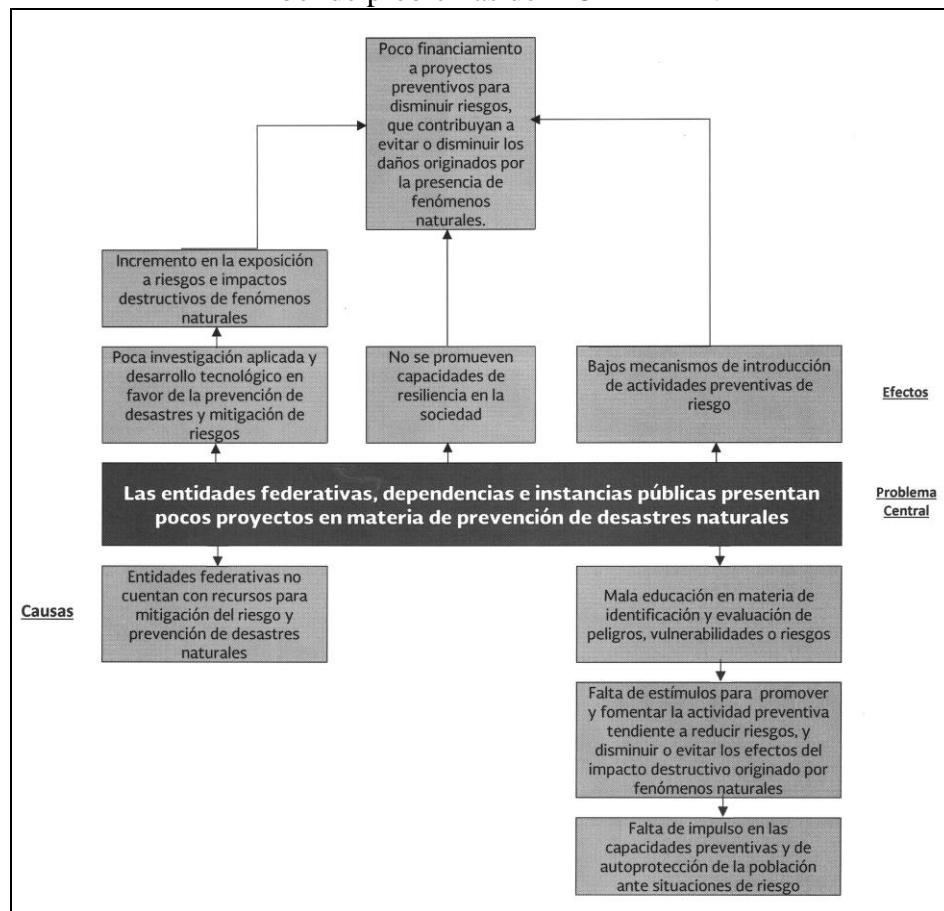 Poco financiamiento
a proyectos
preventivos para
disminuir riesgos,
que contribuyan a
evitar o disminuir los
daños originados por
la presencia de
fenómenos
naturales.
Incremento en la exposición
a riesgos e impactos
destructivos de fenómenos
naturales
Poca investigación aplicada y
desarrollo tecnológico en
favor de la prevención de
desastres y mitigación de
riesgos
No se promueven
capacidades de
resiliencia en la
sociedad
Bajos mecanismos de introducción
de actividades preventivas de
riesgo
Efectos
Las entidades federativas, dependencias e instancias públicas presentan
pocos proyectos en materia de prevención de desastres naturales
Problema
Central
Causas
Entidades federativas no
cuentan con recursos para
mitigación del riesgo y
prevención de desastres
naturales
Mala educación en materia de
identificación y evaluación de
peligros, vulnerabilidades o riesgos
Falta de estímulos para promover
y fomentar la actividad preventiva
tendiente a reducir riesgos, y
disminuir o evitar los efectos del
impacto destructivo originado por
fenómenos naturales
Falta de impulso en las
capacidades preventivas y de
autoprotección de la población
ante situaciones de riesgo